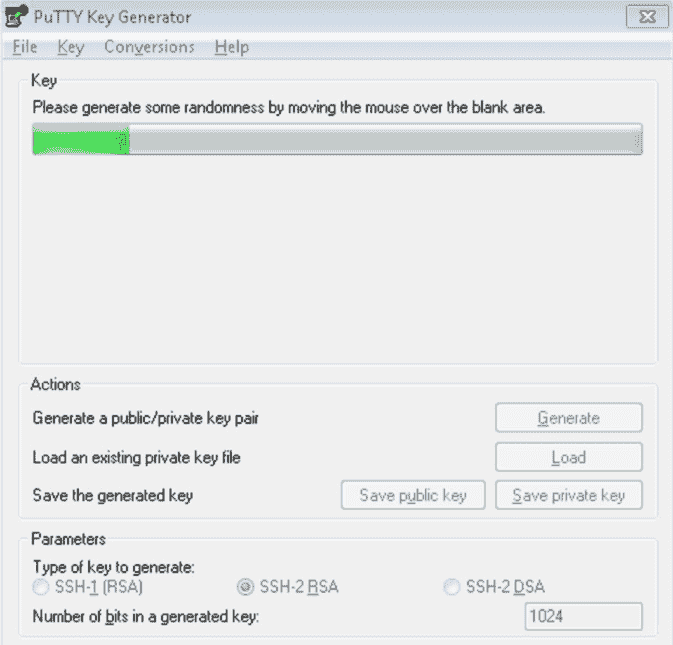 PuTTY Key Generator
File Key Conversions Help
Key
Please generate some randomness by moving the mouse over the blank area.
Actions
Generate a public/private key pair
Generate
Load an existing private key file
Load
Save the generated key
Save public key
Save private key
Parameters
Type of key to generate:
SSH-1 (RSA)
SSH-2 RSA
SSH-2 DSA
Number of bits in a generated key:
1024